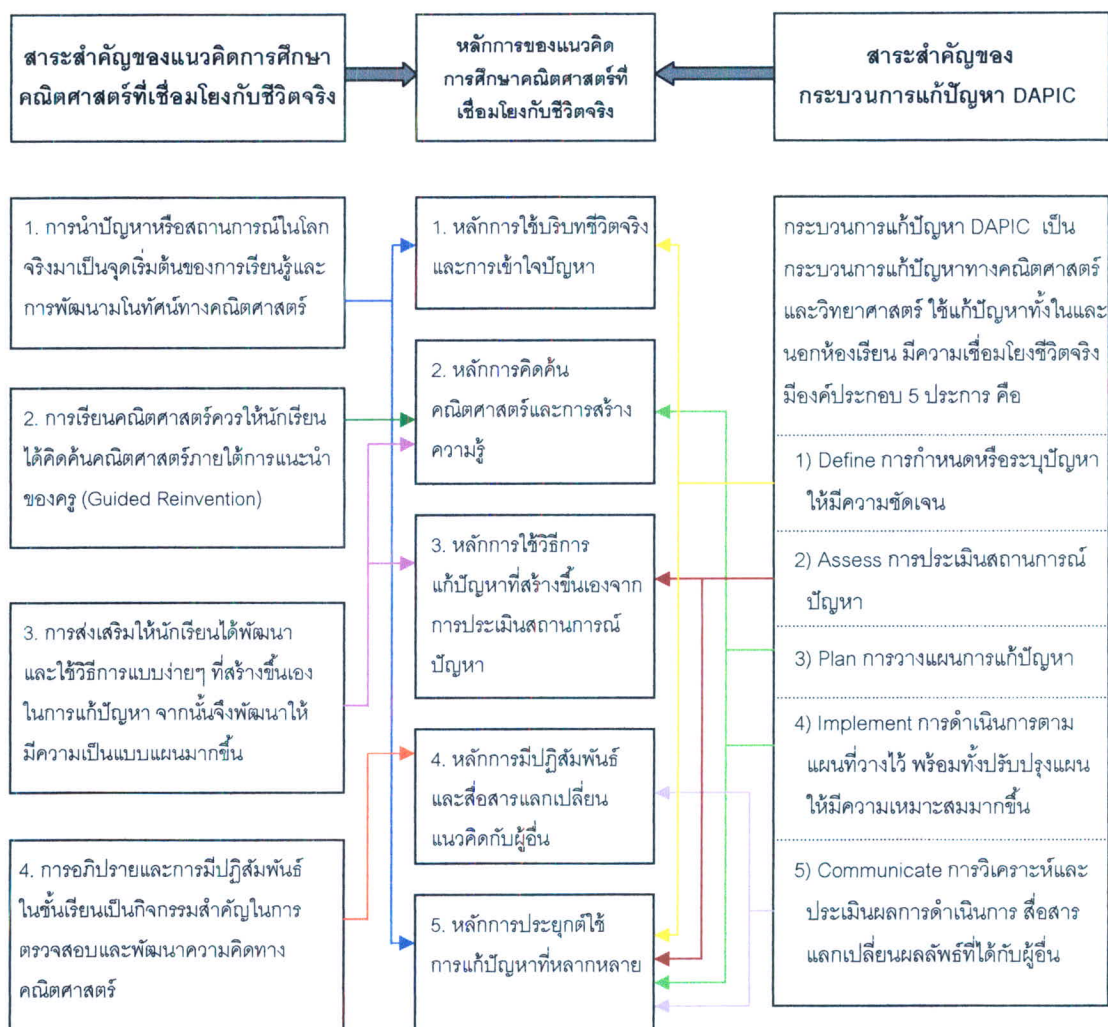 สาระสำคัญของแนวคิดการศึกษา
คณิตศาสตร์ที่เชื่อมโยงกับชีวิตจริง
หลักการของแนวคิด
การศึกษาคณิตศาสตร์ที่
เชื่อมโยงกับชีวิตจริง
สาระสำคัญของ
กระบวนการแก้ปัญหา DAPIC
1. การนำปัญหาหรือสถานการณ์ในโลก
จริงมาเป็นจุดเริ่มต้นของการเรียนรู้และ
การพัฒนามโนทัศน์ทางคณิตศาสตร์
2. การเรียนคณิตศาสตร์ควรให้นักเรียน
ได้คิดค้นคณิตศาสตร์ภายใต้การแนะนำ
ของครู (Guided Reinvention)
3. การส่งเสริมให้นักเรียนได้พัฒนา
และใช้วิธีการแบบง่ายๆ ที่สร้างขึ้นเอง
ในการแก้ปัญหา จากนั้นจึงพัฒนาให้
มีความเป็นแบบแผนมากขึ้น
4. การอภิปรายและการมีปฏิสัมพันธ์
ในชั้นเรียนเป็นกิจกรรมสำคัญในการ
ตรวจสอบและพัฒนาความคิดทาง
คณิตศาสตร์
1. หลักการใช้บริบทชีวิตจริง
และการเข้าใจปัญหา
2. หลักการคิดค้น
คณิตศาสตร์และการสร้าง
ความรู้
3. หลักการใช้วิธีการ
แก้ปัญหาที่สร้างขึ้นเองจาก
การประเมินสถานการณ์
ปัญหา
4. หลักการมีปฏิสัมพันธ์
และสื่อสารแลกเปลี่ยน
แนวคิดกับผู้อื่น
5. หลักการประยุกต์ใช้
การแก้ปัญหาที่หลากหลาย
กระบวนการแก้ปัญหา DAPIC เป็น
กระบวนการแก้ปัญหาทางคณิตศาสตร์
และวิทยาศาสตร์ ใช้แก้ปัญหาทั้งในและ
นอกห้องเรียน มีความเชื่อมโยงชีวิตจริง
มีองค์ประกอบ 5 ประการ คือ
1) Define การกำหนดหรือระบุปัญหา
ให้มีความชัดเจน
2) Assess การประเมินสถานการณ์
ปัญหา
3) Plan การวางแผนการแก้ปัญหา
4) Implement การดำเนินการตาม
แผนที่วางไว้ พร้อมทั้งปรับปรุงแผน
ให้มีความเหมาะสมมากขึ้น
5) Communicate การวิเคราะห์และ
ประเมินผลการดำเนินการ สื่อสาร
แลกเปลี่ยนผลลัพธ์ที่ได้กับผู้อื่น